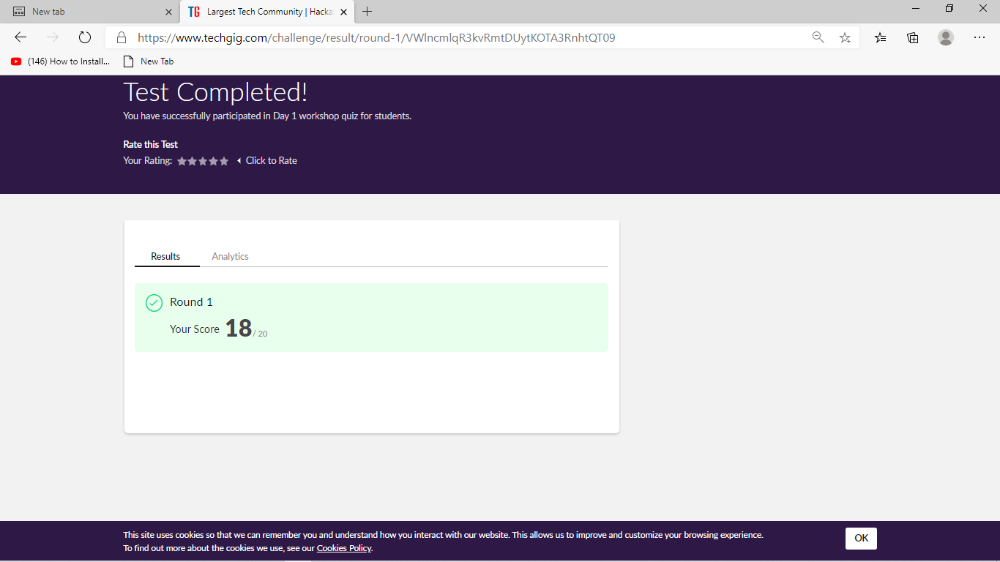 New tab
TG Largest Tech Community | Hacka
https://www.techgig.com/challenge/result/round-1/VWlncmlqR3kvRmtDUytKOTA3RnhtQT09
(146) How to Install...
New Tab
Test Completed!
You have successfully participated in Day 1 workshop quiz for students.
Rate this Test
Your Rating: Click to Rate
Results Analytics
Round 1
Your Score 18 / 20
This site uses cookies so that we can remember you and understand how you interact with our website. This allows us to improve and customize your browsing experience.
To find out more about the cookies we use, see our Cookies Policy.
OK